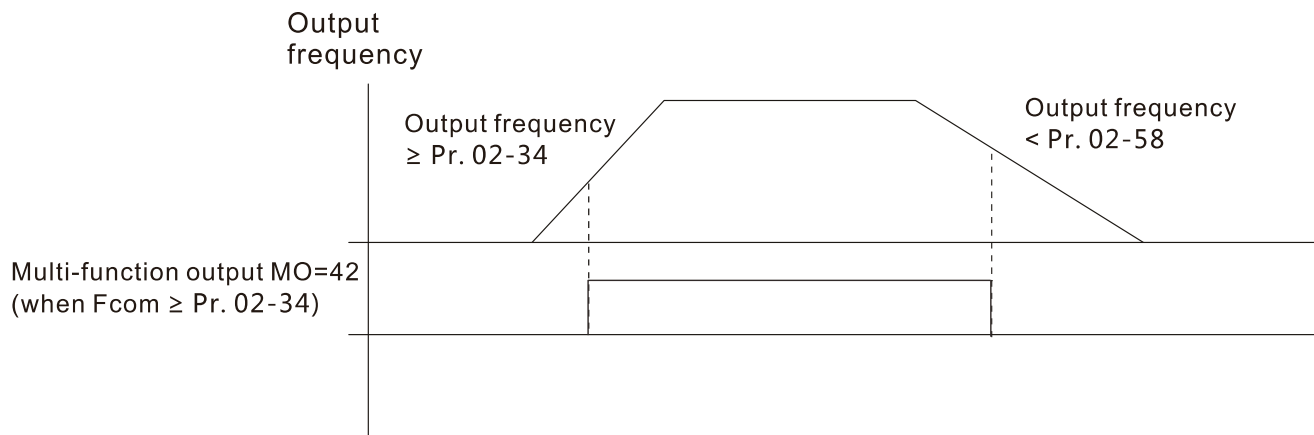 Output
frequency
Output frequency
≥ Pr. 02-34
Output frequency
< Pr. 02-58
Multi-function output MO=42
(when Fcom ≥ Pr. 02-34)